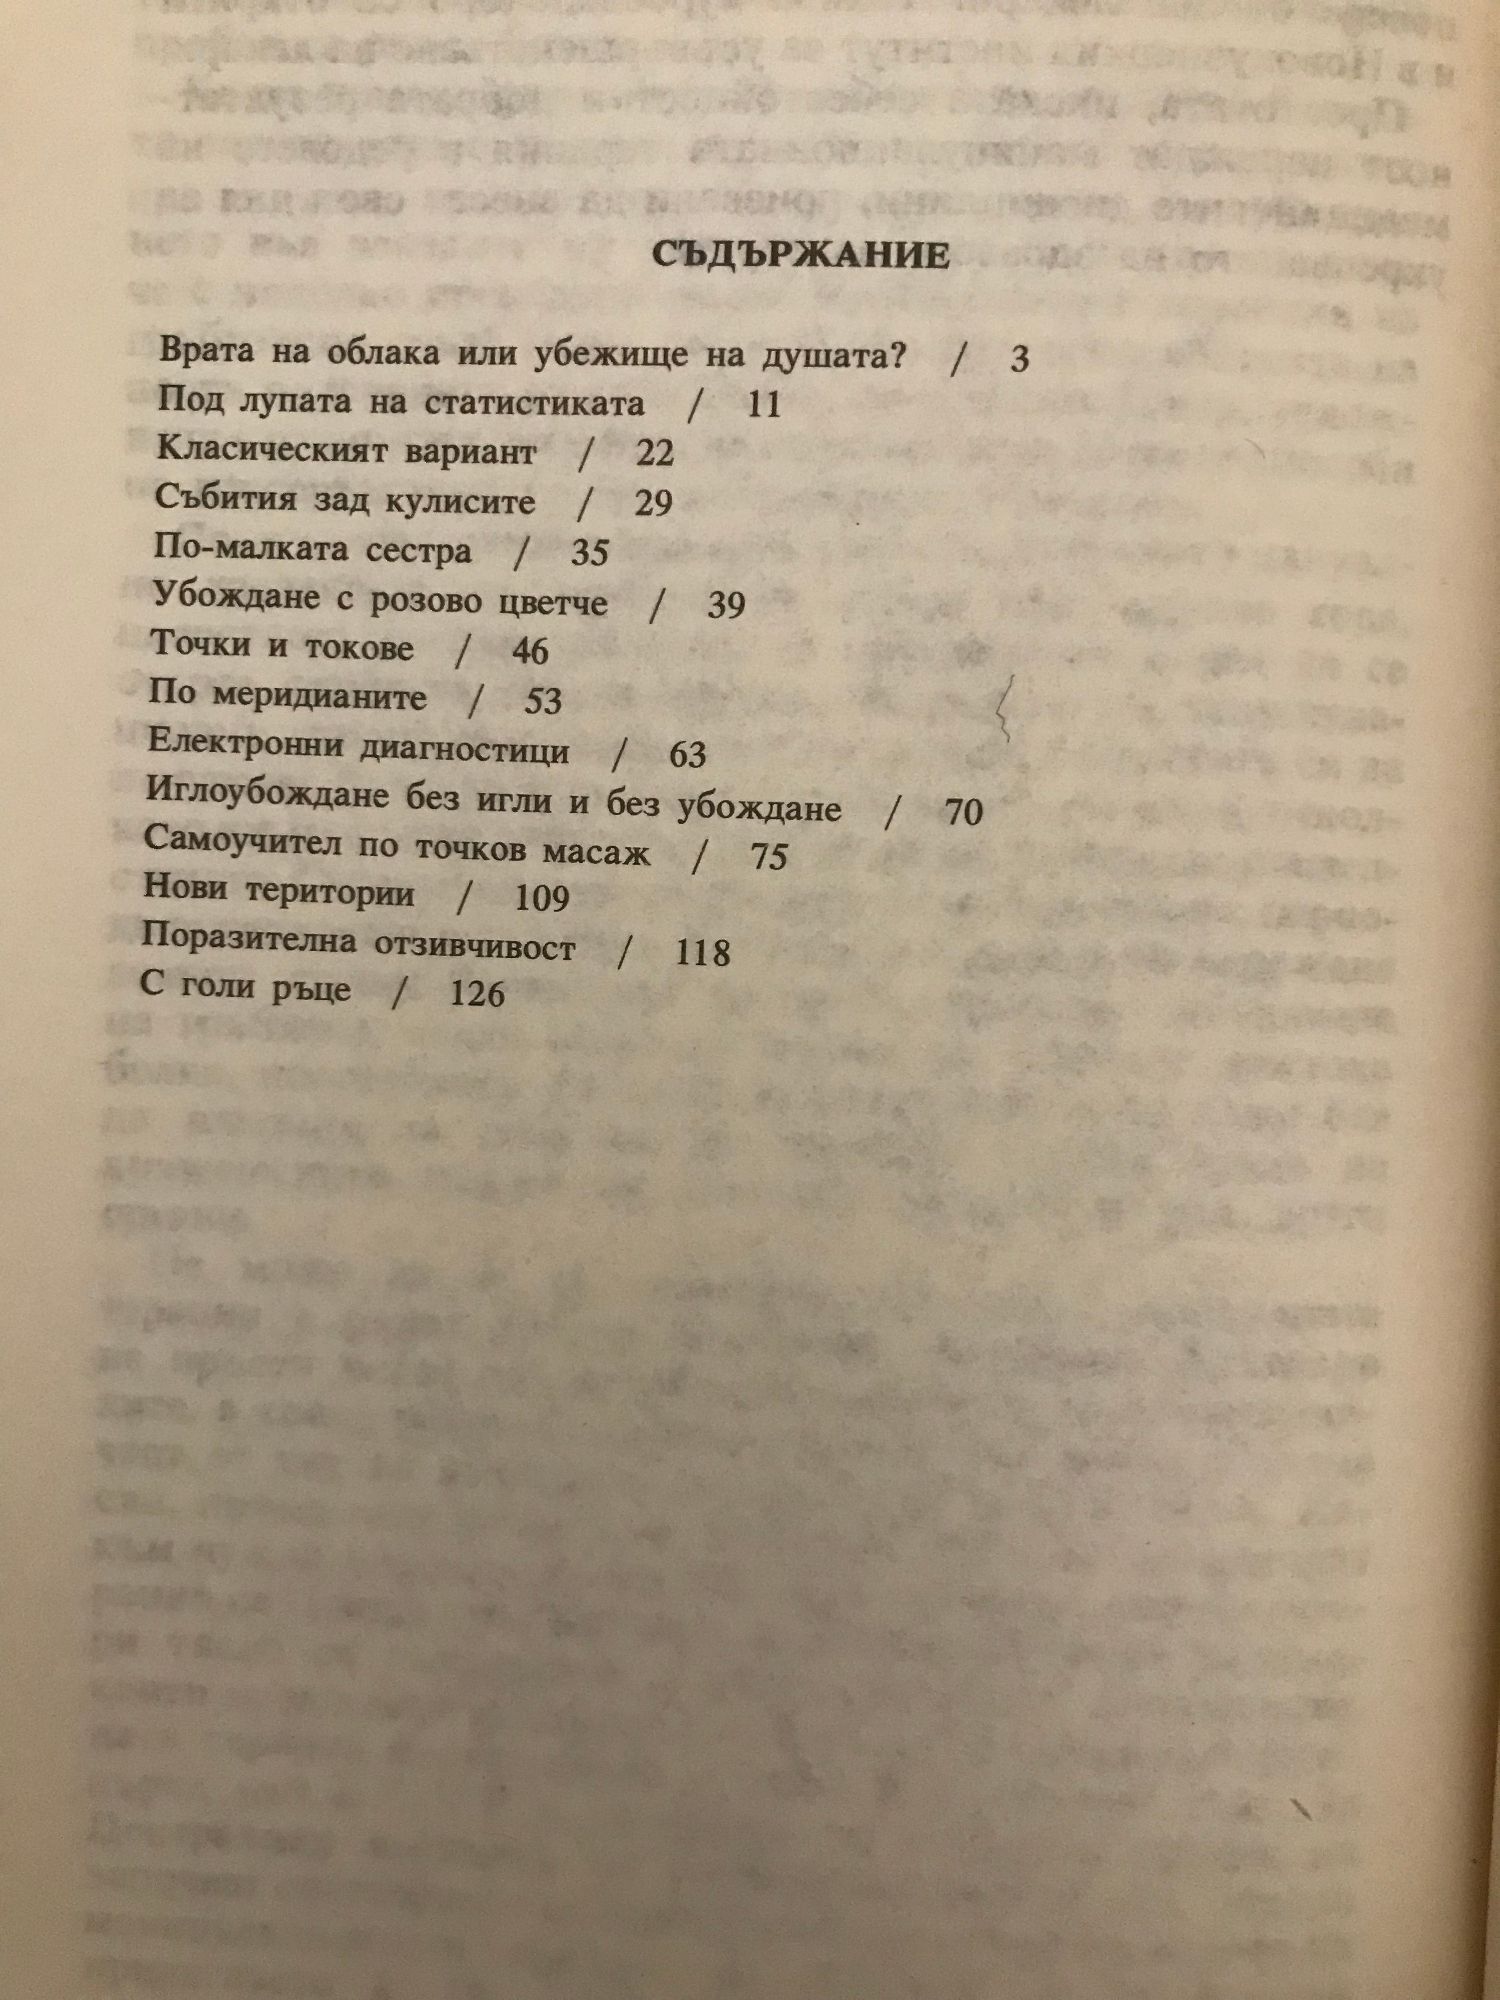 СЪДЪРЖАНИЕ
Врата на облака или убежище на душата? / 3
Под лупата на статистиката / 11
Класическият вариант / 22
Събития зад кулисите / 29
По-малката сестра / 35
Убождане с розово цветче / 39
Точки и токове / 46
По меридианите / 53
Електронни диагностици / 63
Иглоубождане без игли и без убождане / 70
Самоучител по точков масаж / 75
Нови територии / 109
Поразителна отзивчивост / 118
С голи ръце / 126